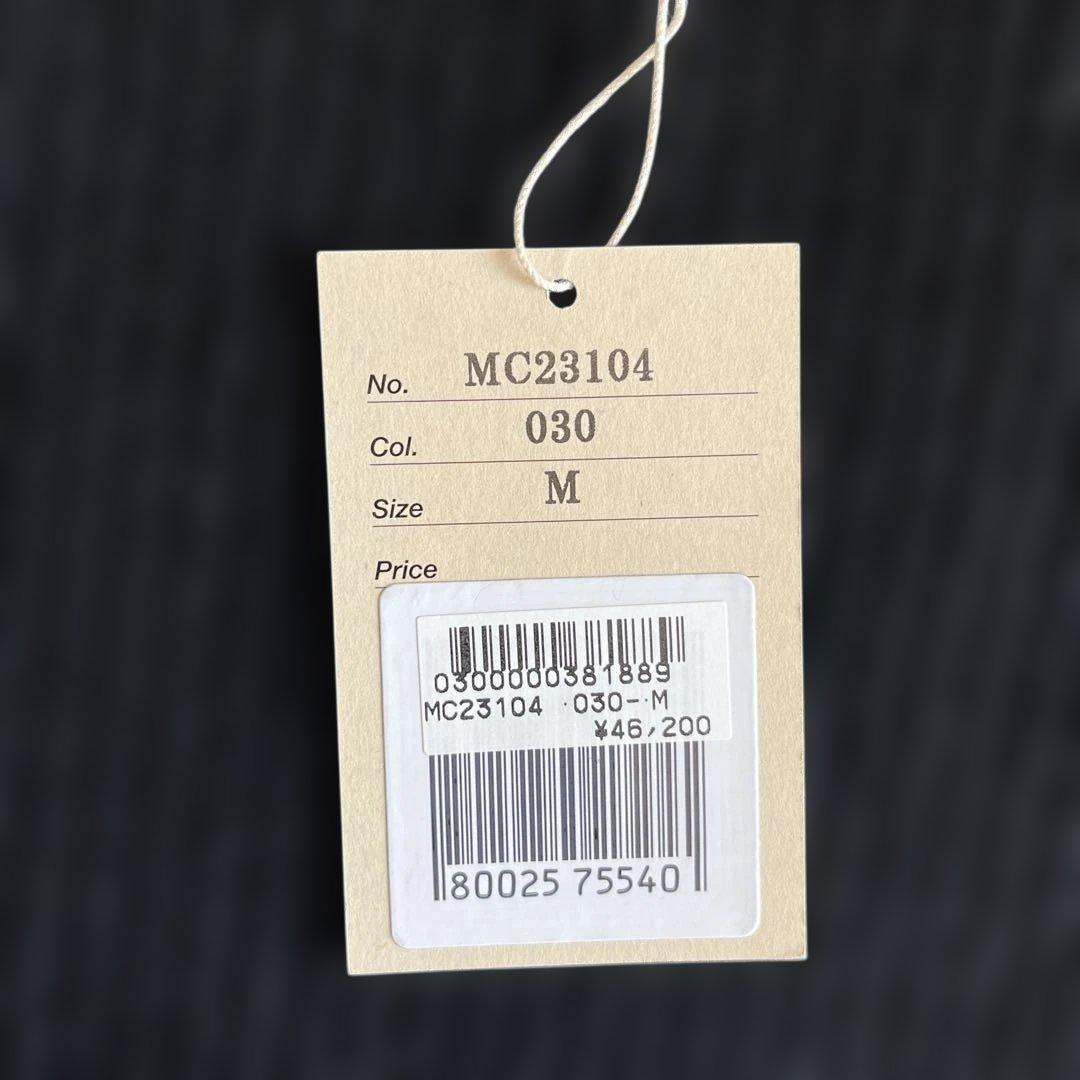 No. MC23104
Col. 030
Size M
Price
0300000381889
MC23104 030- M
¥46,200
80025 75540